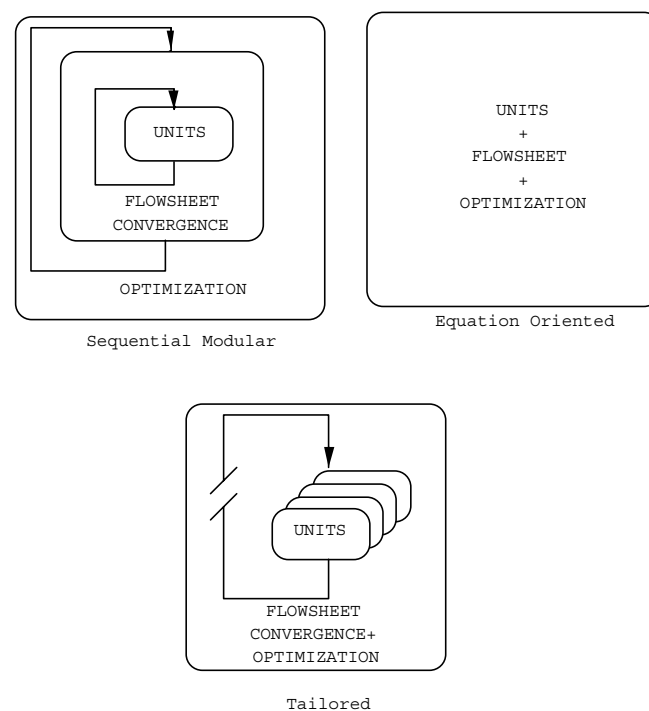 UNITS
FLOWSHEET
CONVERGENCE
OPTIMIZATION
Sequential Modular
UNITS
+
FLOWSHEET
+
OPTIMIZATION
Equation Oriented
UNITS
FLOWSHEET
CONVERGENCE+
OPTIMIZATION
Tailored